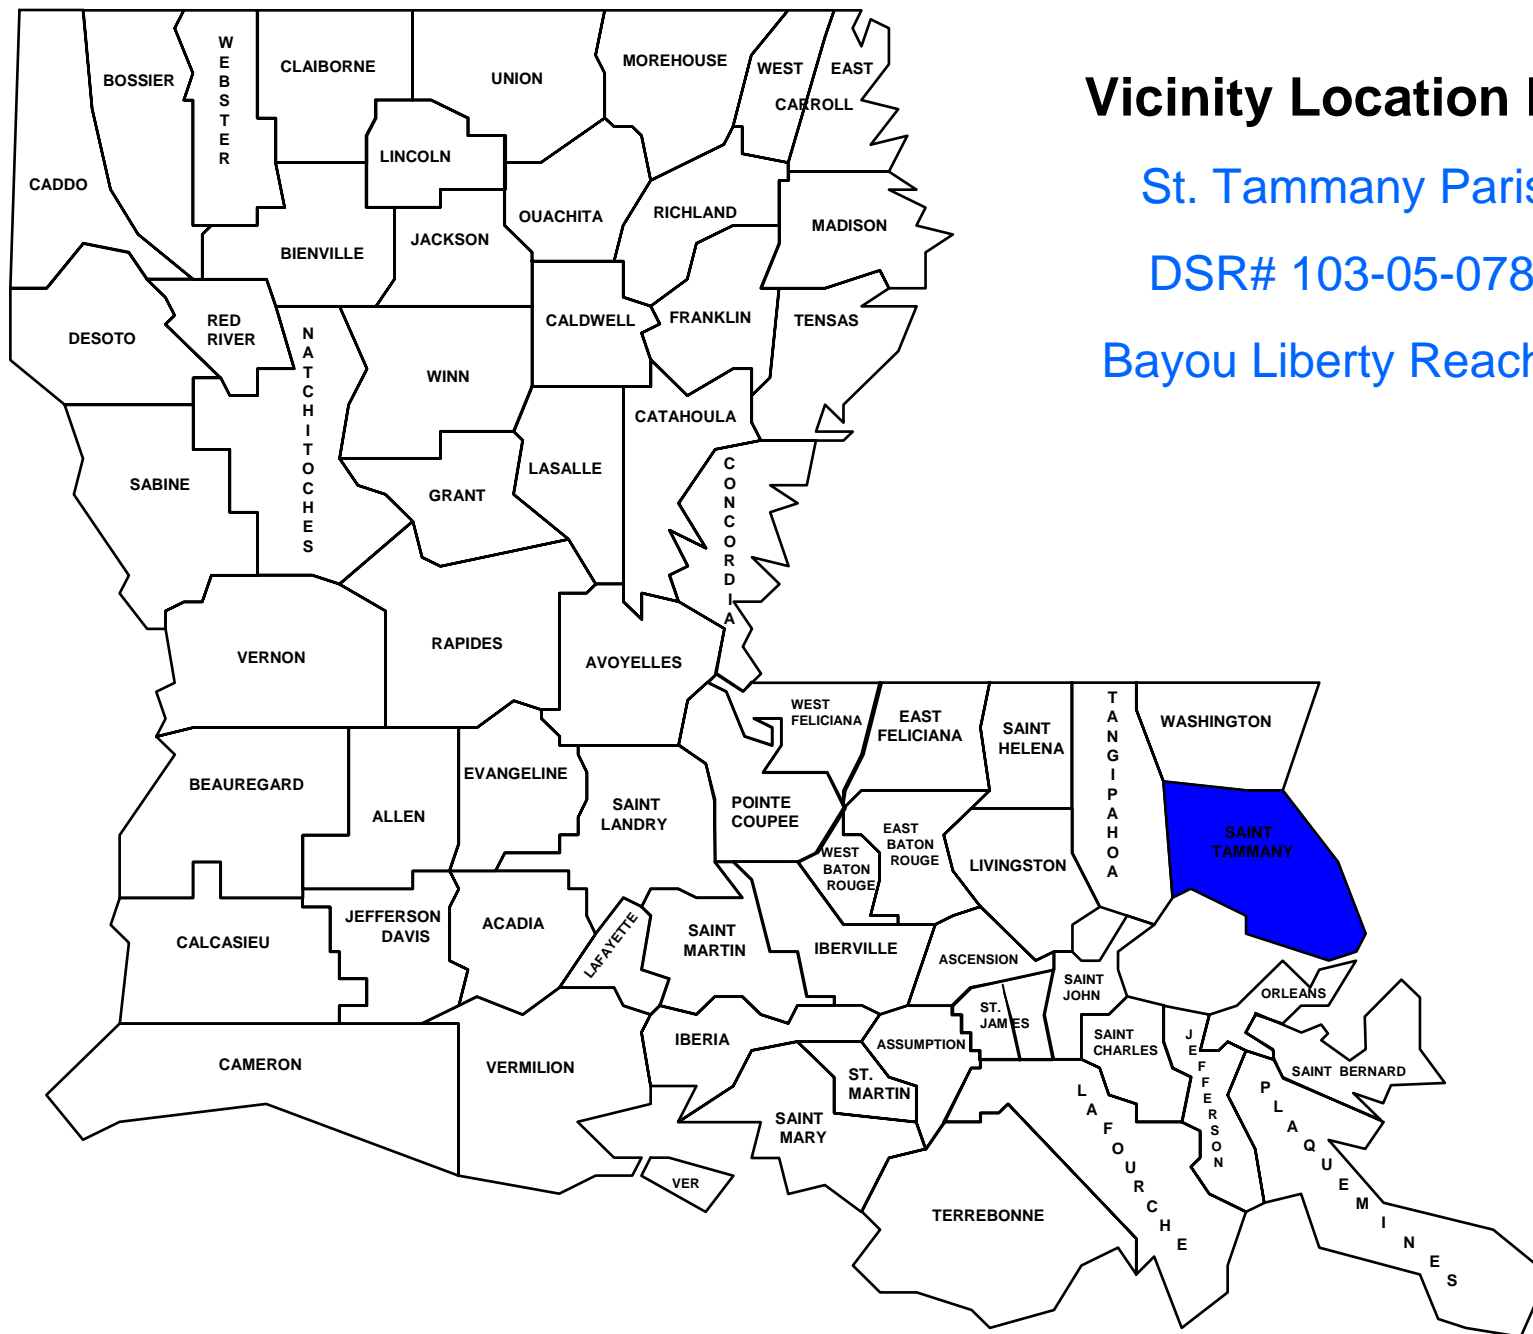 Vicinity Location
St. Tammany Paris
DSR# 103-05-078
Bayou Liberty Reach
WEBSTER
CLAIBORNE
BOSSIER
UNION
MOREHOUSE
WEST
EAST
CARROLL
LINCOLN
CADDO
OUACHITA
RICHLAND
MADISON
JACKSON
BIENVILLE
RED
RIVER
DESOTO
NATCHITOCHES
CALDWELL
FRANKLIN
TENSAS
WINN
CATAHOULA
SABINE
GRANT
LASALLE
CONCORDIA
VERNON
RAPIDES
AVOYELLES
WEST
FELICIANA
EAST
FELICIANA
SAINT
HELENA
TANGIPAHOA
WASHINGTON
BEAUREGARD
ALLEN
EVANGELINE
SAINT
LANDRY
POINTE
COUPEE
EAST
BATON
ROUGE
WEST
BATON
ROUGE
LIVINGSTON
SAINT
TAMMANY
CALCASIEU
JEFFERSON
DAVIS
ACADIA
LAFAYETTE
SAINT
MARTIN
IBERVILLE
ASCENSION
SAINT
JOHN
ORLEANS
ST.
JAMES
CAMERON
VERMILION
IBERIA
ASSUMPTION
SAINT
CHARLES
JEFFERSON
SAINT BERNARD
ST.
MARTIN
SAINT
MARY
LAFOURCHE
PLAQUEMINES
VER
TERREBONNE